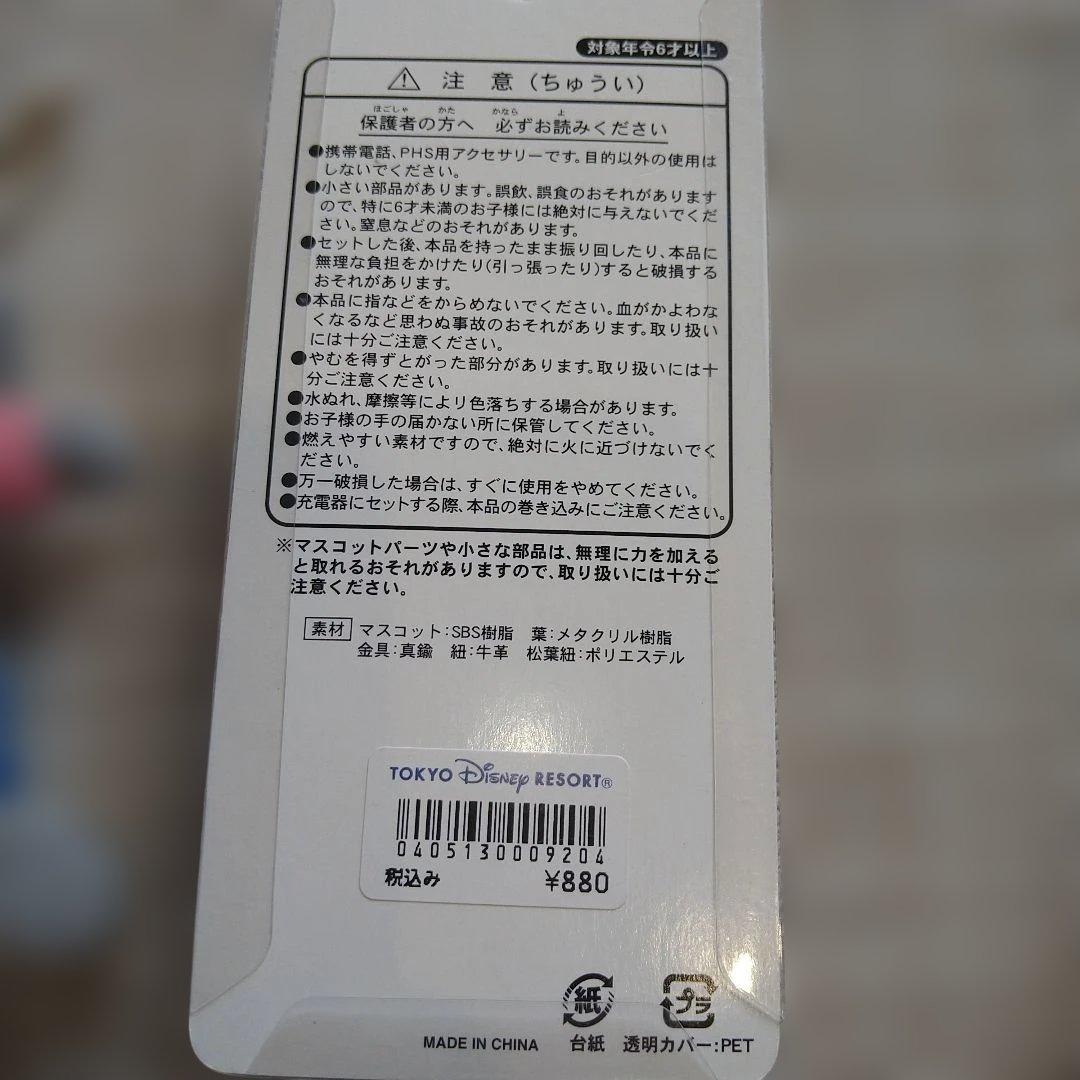 対象年令6才以上
注 意 (ちゅうい)
ほごしゃ かた かなら よ
保護者の方へ 必ずお読みください
●携帯電話、PHS用アクセサリーです。目的以外の使用は
しないでください。
●小さい部品があります。誤飲、誤食のおそれがあります
ので、特に6才未満のお子様には絶対に与えないでくだ
さい。窒息などのおそれがあります。
●セットした後、本品を持ったまま振り回したり、本品に
無理な負担をかけたり(引っ張ったり)すると破損する
おそれがあります。
●本品に指などをからめないでください。血がかよわな
くなるなど思わぬ事故のおそれがあります。取り扱い
には十分ご注意ください。
●やむを得ずとがった部分があります。取り扱いには十
分ご注意ください。
●水ぬれ、摩擦等により色落ちする場合があります。
●お子様の手の届かない所に保管してください。
●燃えやすい素材ですので、絶対に火に近づけないでく
ださい。
●万一破損した場合は、すぐに使用をやめてください。
●充電器にセットする際、本品の巻き込みにご注意ください。
※マスコットパーツや小さな部品は、無理に力を加える
と取れるおそれがありますので、取り扱いには十分ご
注意ください。
素材 マスコット:SBS樹脂 葉:メタクリル樹脂
金具:真鍮 紐:牛革 松葉紐:ポリエステル
TOKYO Disney RESORT®
0405130009204
税込み ¥880
紙 プラ
MADE IN CHINA 台紙 透明カバー:PET